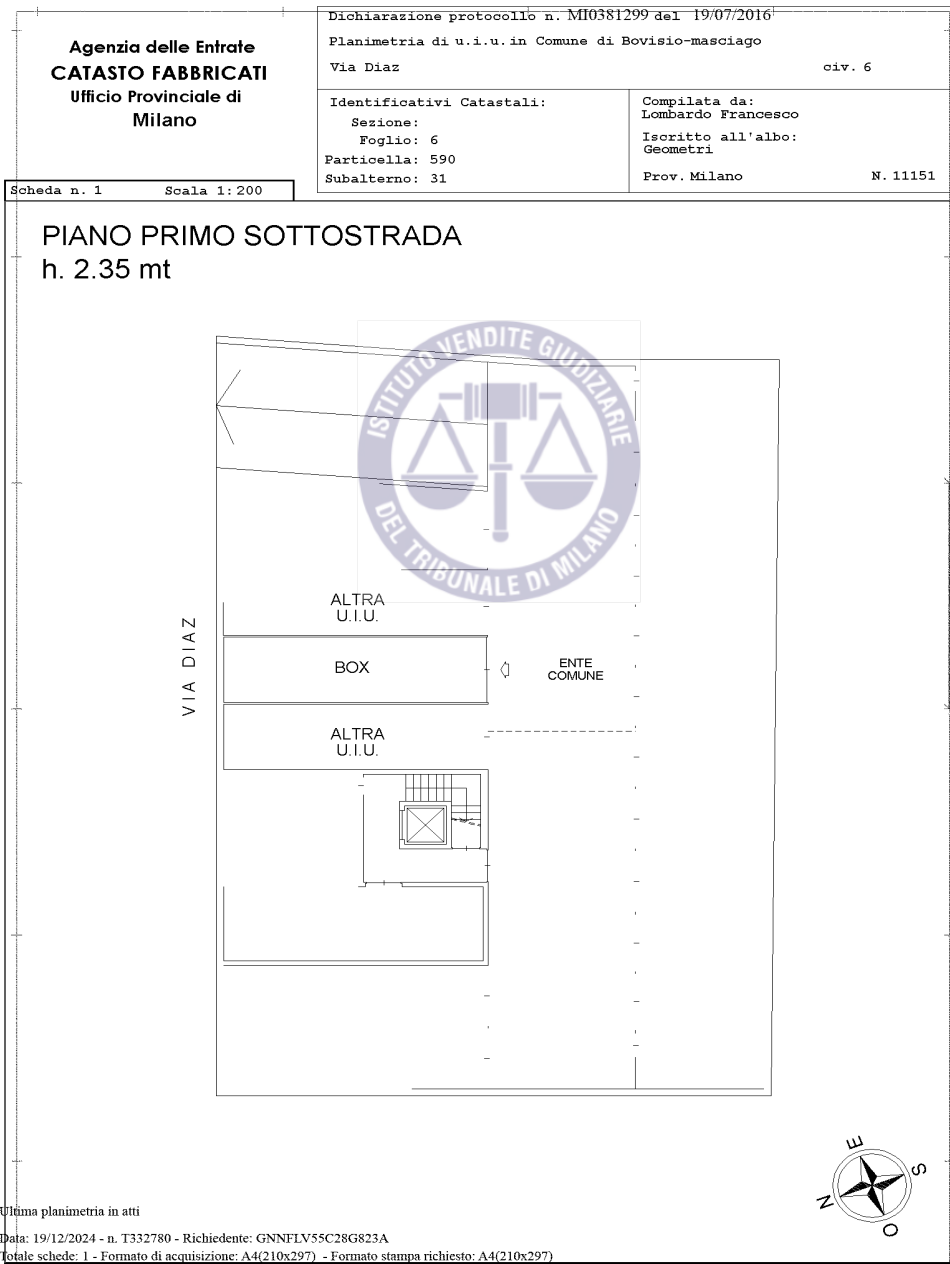 Agenzia delle Entrate
CATASTO FABBRICATI
Ufficio Provinciale di
Milano
Scheda n. 1 Scala 1:200
Dichiarazione protocollo n. MI0381299 del 19/07/2016
Planimetria di u.i.u. in Comune di Bovisio-masciago
Via Diaz civ. 6
Identificativi Catastali:
Sezione:
Foglio: 6
Particella: 590
Subalterno: 31
Compilata da:
Lombardo Francesco
Iscritto all'albo:
Geometri
Prov. Milano N. 11151
PIANO PRIMO SOTTOSTRADA
h. 2.35 mt
ISTITUTO VENDITE GIUDIZIARIE
DEL TRIBUNALE DI MILANO
ALTRA
U.I.U.
VIA DIAZ
BOX
ENTE
COMUNE
ALTRA
U.I.U.
E
S
N
O
Ultima planimetria in atti
Data: 19/12/2024 - n. T332780 - Richiedente: GNNFLV55C28G823A
Totale schede: 1 - Formato di acquisizione: A4(210x297) - Formato stampa richiesto: A4(210x297)